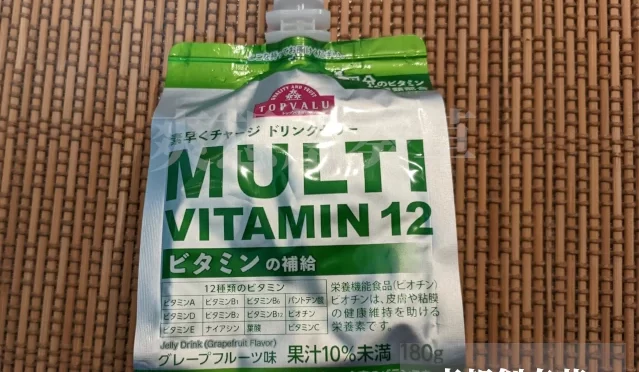 QUALITY AND TRUST
TOPVALU
素早くチャージ ドリンクゼリー
MULTI
VITAMIN 12
ビタミンの補給
12種類のビタミン
ビタミンA ビタミンB1 ビタミンB6 パントテン酸
ビタミンD ビタミンB2 ビタミンB12 ビオチン
ビタミンE ナイアシン 葉酸 ビタミンC
栄養機能食品(ビオチン)
ビオチンは、皮膚や粘膜
の健康維持を助ける
栄養素です。
Jelly Drink (Grapefruit Flavor)
グレープフルーツ味 果汁10%未満 180g